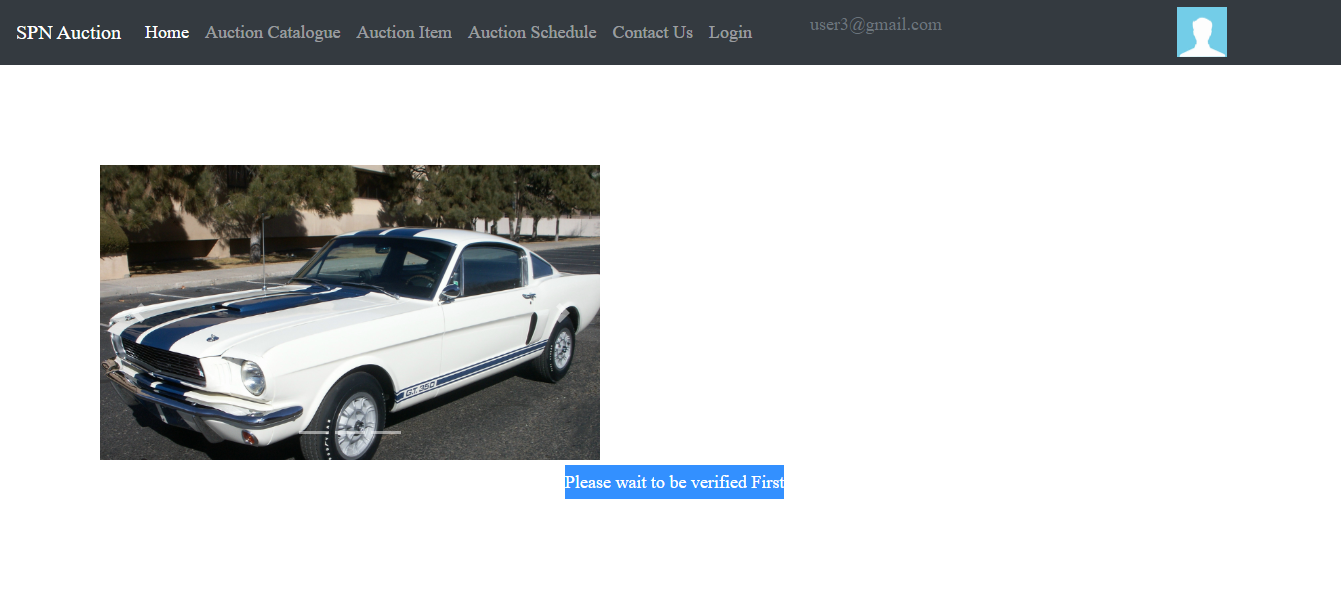 SPN Auction Home Auction Catalogue Auction Item Auction Schedule Contact Us Login user3@gmail.com
GT 350
Please wait to be verified First